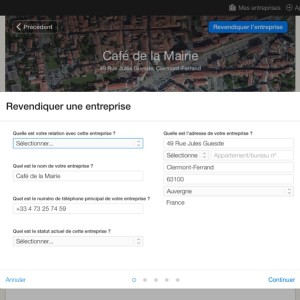 Mes entreprises
Précédent
Revendiquer l'entreprise
Café de la Mairie
49 Rue Jules Guesde, Clermont-Ferrand
Revendiquer une entreprise
Quelle est votre relation avec cette entreprise ?
Sélectionner...
Quel est le nom de votre entreprise ?
Café de la Mairie
Quel est le numéro de téléphone principal de votre entreprise ?
+33 4 73 25 74 59
Quel est le statut actuel de cette entreprise ?
Sélectionner...
Quelle est l'adresse de votre entreprise ?
49 Rue Jules Guesde
Sélectionne
Appartement/bureau n°
Clermont-Ferrand
63100
Auvergne
France
Annuler
Continuer